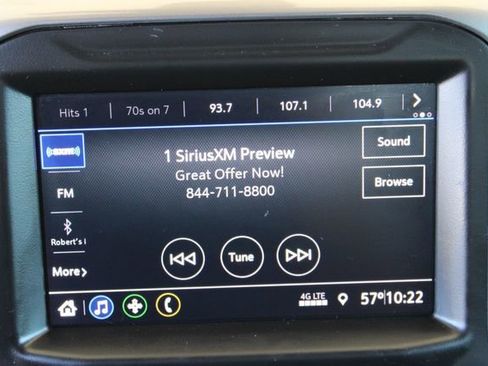 Hits 1 70s on 7 93.7 107.1 104.9
((SXM))
1 SiriusXM Preview
Great Offer Now!
844-711-8800
Sound
Browse
FM
Robert's i
More
Tune
4G LTE
57° 10:22